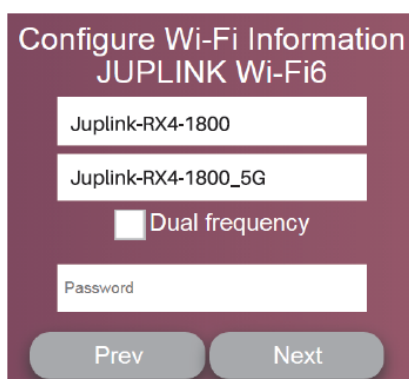 Configure Wi-Fi Information
JUPLINK Wi-Fi6
Juplink-RX4-1800
Juplink-RX4-1800_5G
Dual frequency
Password
Prev Next